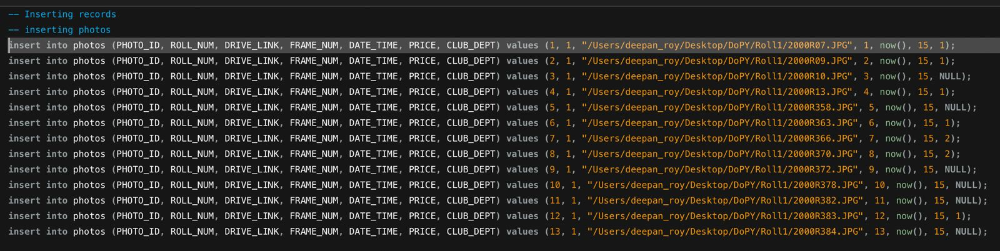 -- Inserting records
-- inserting photos
insert into photos (PHOTO_ID, ROLL_NUM, DRIVE_LINK, FRAME_NUM, DATE_TIME, PRICE, CLUB_DEPT) values (1, 1, "/Users/deepan_roy/Desktop/DoPY/Roll1/2000R07.JPG", 1, now(), 15, 1);
insert into photos (PHOTO_ID, ROLL_NUM, DRIVE_LINK, FRAME_NUM, DATE_TIME, PRICE, CLUB_DEPT) values (2, 1, "/Users/deepan_roy/Desktop/DoPY/Roll1/2000R09.JPG", 2, now(), 15, 1);
insert into photos (PHOTO_ID, ROLL_NUM, DRIVE_LINK, FRAME_NUM, DATE_TIME, PRICE, CLUB_DEPT) values (3, 1, "/Users/deepan_roy/Desktop/DoPY/Roll1/2000R10.JPG", 3, now(), 15, NULL);
insert into photos (PHOTO_ID, ROLL_NUM, DRIVE_LINK, FRAME_NUM, DATE_TIME, PRICE, CLUB_DEPT) values (4, 1, "/Users/deepan_roy/Desktop/DoPY/Roll1/2000R13.JPG", 4, now(), 15, 1);
insert into photos (PHOTO_ID, ROLL_NUM, DRIVE_LINK, FRAME_NUM, DATE_TIME, PRICE, CLUB_DEPT) values (5, 1, "/Users/deepan_roy/Desktop/DoPY/Roll1/2000R358.JPG", 5, now(), 15, NULL);
insert into photos (PHOTO_ID, ROLL_NUM, DRIVE_LINK, FRAME_NUM, DATE_TIME, PRICE, CLUB_DEPT) values (6, 1, "/Users/deepan_roy/Desktop/DoPY/Roll1/2000R363.JPG", 6, now(), 15, 1);
insert into photos (PHOTO_ID, ROLL_NUM, DRIVE_LINK, FRAME_NUM, DATE_TIME, PRICE, CLUB_DEPT) values (7, 1, "/Users/deepan_roy/Desktop/DoPY/Roll1/2000R366.JPG", 7, now(), 15, 2);
insert into photos (PHOTO_ID, ROLL_NUM, DRIVE_LINK, FRAME_NUM, DATE_TIME, PRICE, CLUB_DEPT) values (8, 1, "/Users/deepan_roy/Desktop/DoPY/Roll1/2000R370.JPG", 8, now(), 15, 2);
insert into photos (PHOTO_ID, ROLL_NUM, DRIVE_LINK, FRAME_NUM, DATE_TIME, PRICE, CLUB_DEPT) values (9, 1, "/Users/deepan_roy/Desktop/DoPY/Roll1/2000R372.JPG", 9, now(), 15, NULL);
insert into photos (PHOTO_ID, ROLL_NUM, DRIVE_LINK, FRAME_NUM, DATE_TIME, PRICE, CLUB_DEPT) values (10, 1, "/Users/deepan_roy/Desktop/DoPY/Roll1/2000R378.JPG", 10, now(), 15, NULL);
insert into photos (PHOTO_ID, ROLL_NUM, DRIVE_LINK, FRAME_NUM, DATE_TIME, PRICE, CLUB_DEPT) values (11, 1, "/Users/deepan_roy/Desktop/DoPY/Roll1/2000R382.JPG", 11, now(), 15, NULL);
insert into photos (PHOTO_ID, ROLL_NUM, DRIVE_LINK, FRAME_NUM, DATE_TIME, PRICE, CLUB_DEPT) values (12, 1, "/Users/deepan_roy/Desktop/DoPY/Roll1/2000R383.JPG", 12, now(), 15, 1);
insert into photos (PHOTO_ID, ROLL_NUM, DRIVE_LINK, FRAME_NUM, DATE_TIME, PRICE, CLUB_DEPT) values (13, 1, "/Users/deepan_roy/Desktop/DoPY/Roll1/2000R384.JPG", 13, now(), 15, NULL);